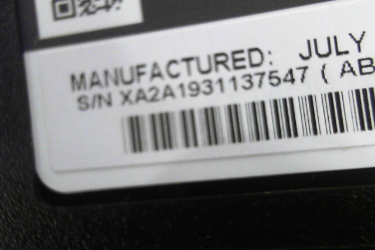 MANUFACTURED: JULY
S/N XA2A1931137547 ( AB